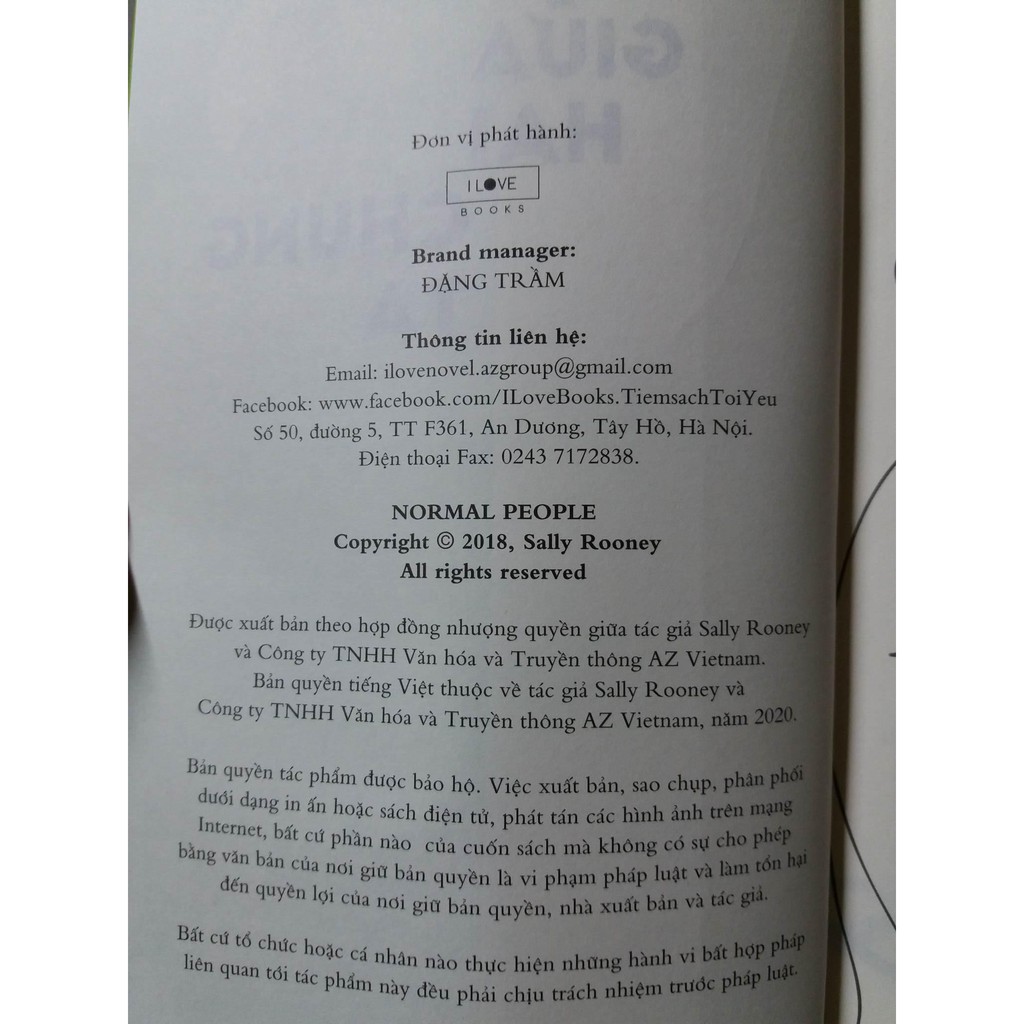 GIỮA
HAI
CHÚNG
TA
Đơn vị phát hành:
I LOVE
BOOKS
Brand manager:
ĐẶNG TRẦM
Thông tin liên hệ:
Email: ilovenovel.azgroup@gmail.com
Facebook: www.facebook.com/ILoveBooks.TiemsachToiYeu
Số 50, đường 5, TT F361, An Dương, Tây Hồ, Hà Nội.
Điện thoại Fax: 0243 7172838.
NORMAL PEOPLE
Copyright © 2018, Sally Rooney
All rights reserved
Được xuất bản theo hợp đồng nhượng quyền giữa tác giả Sally Rooney
và Công ty TNHH Văn hóa và Truyền thông AZ Vietnam.
Bản quyền tiếng Việt thuộc về tác giả Sally Rooney và
Công ty TNHH Văn hóa và Truyền thông AZ Vietnam, năm 2020.
Bản quyền tác phẩm được bảo hộ. Việc xuất bản, sao chụp, phân phối
dưới dạng in ấn hoặc sách điện tử, phát tán các hình ảnh trên mạng
Internet, bất cứ phần nào của cuốn sách mà không có sự cho phép
bằng văn bản của nơi giữ bản quyền là vi phạm pháp luật và làm tổn hại
đến quyền lợi của nơi giữ bản quyền, nhà xuất bản và tác giả.
Bất cứ tổ chức hoặc cá nhân nào thực hiện những hành vi bất hợp pháp
liên quan tới tác phẩm này đều phải chịu trách nhiệm trước pháp luật.